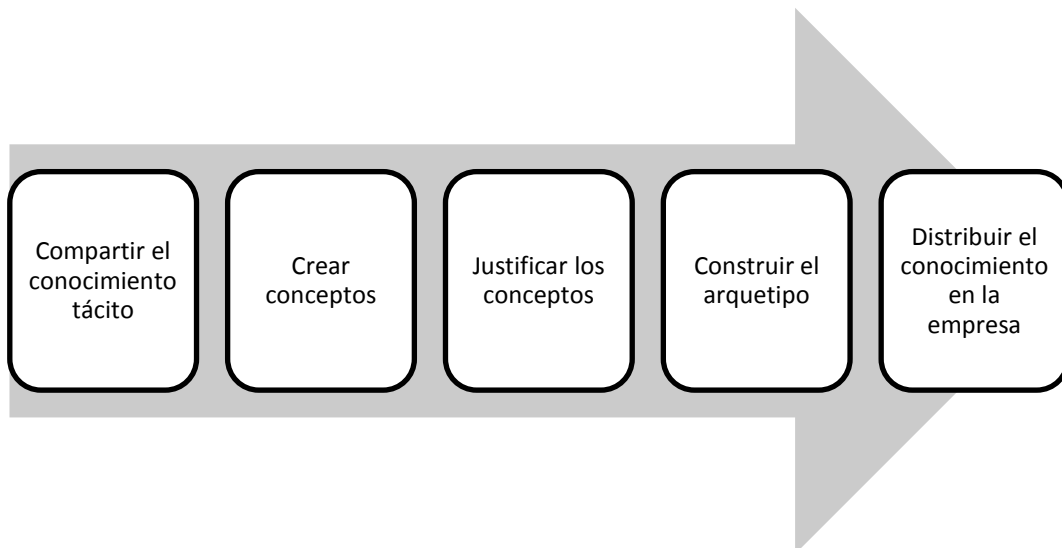 Compartir el
conocimiento
tácito
Crear
conceptos
Justificar los
conceptos
Construir el
arquetipo
Distribuir el
conocimiento
en la
empresa